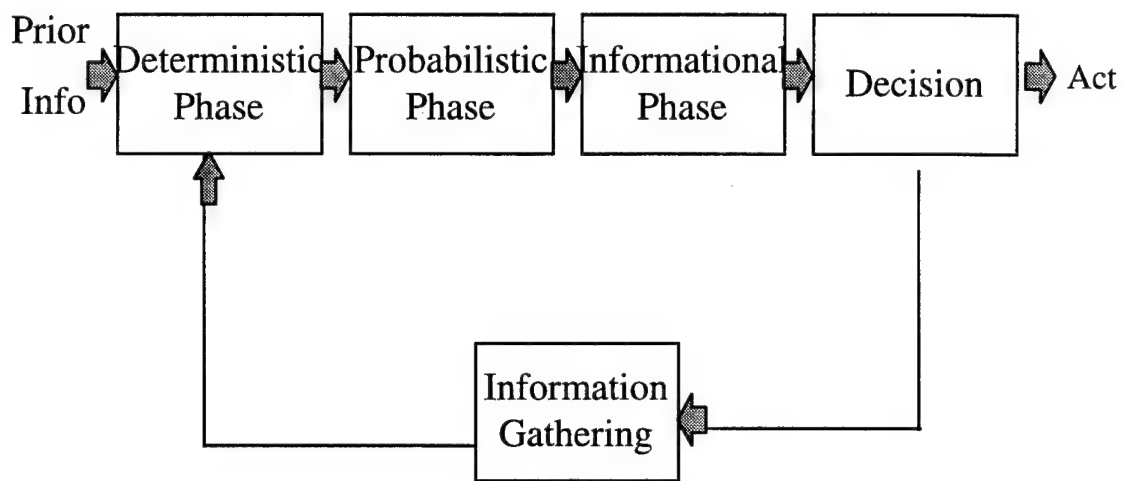 Prior
Info
Deterministic
Phase
Probabilistic
Phase
Informational
Phase
Decision
Act
Information
Gathering